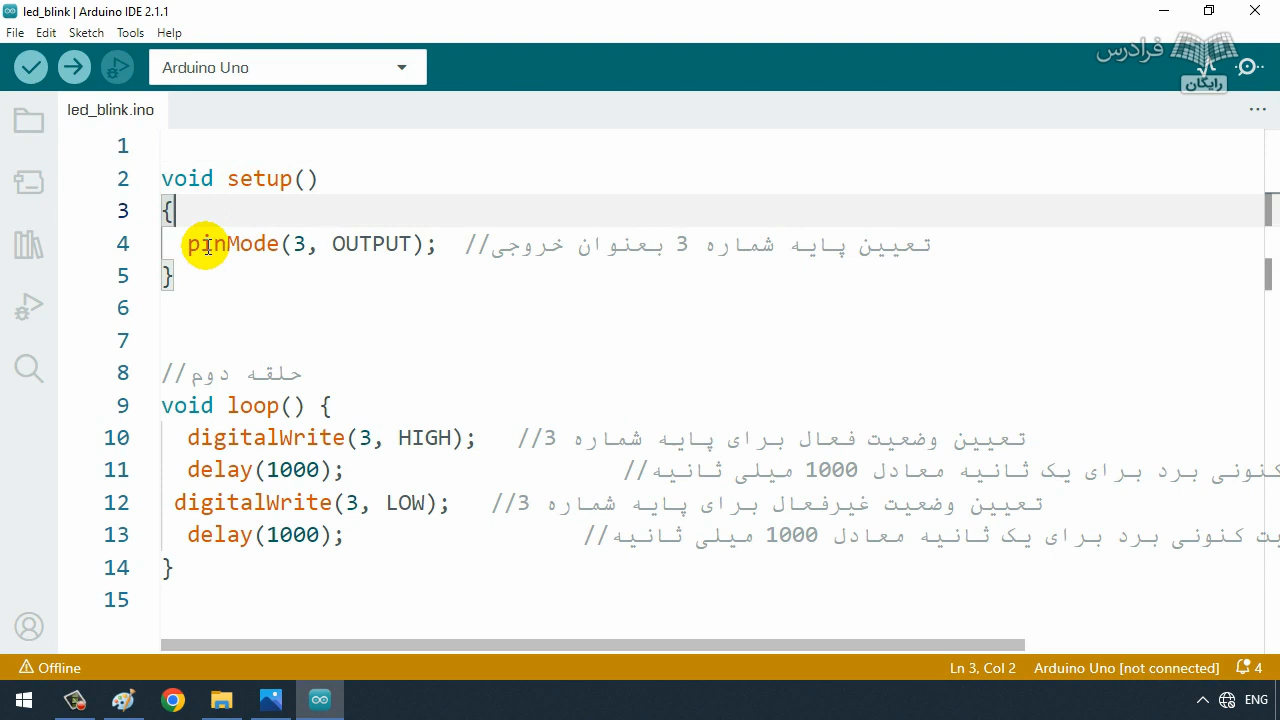 led_blink | Arduino IDE 2.1.1
File Edit Sketch Tools Help
فرادرس
رایگان
Arduino Uno
led_blink.ino
1
2 void setup()
3 {
4 pinMode(3, OUTPUT); //تعیین پایه شماره 3 بعنوان خروجی
5 }
6
7
8 //حلقه دوم
9 void loop() {
10 digitalWrite(3, HIGH); //تعیین وضعیت فعال برای پایه شماره 3
11 delay(1000); //کنونی برد برای یک ثانیه معادل 1000 میلی ثانیه
12 digitalWrite(3, LOW); //تعیین وضعیت غیرفعال برای پایه شماره 3
13 delay(1000); //کنونی برد برای یک ثانیه معادل 1000 میلی ثانیه
14 }
15
Offline
Ln 3, Col 2 Arduino Uno [not connected] 4
ENG